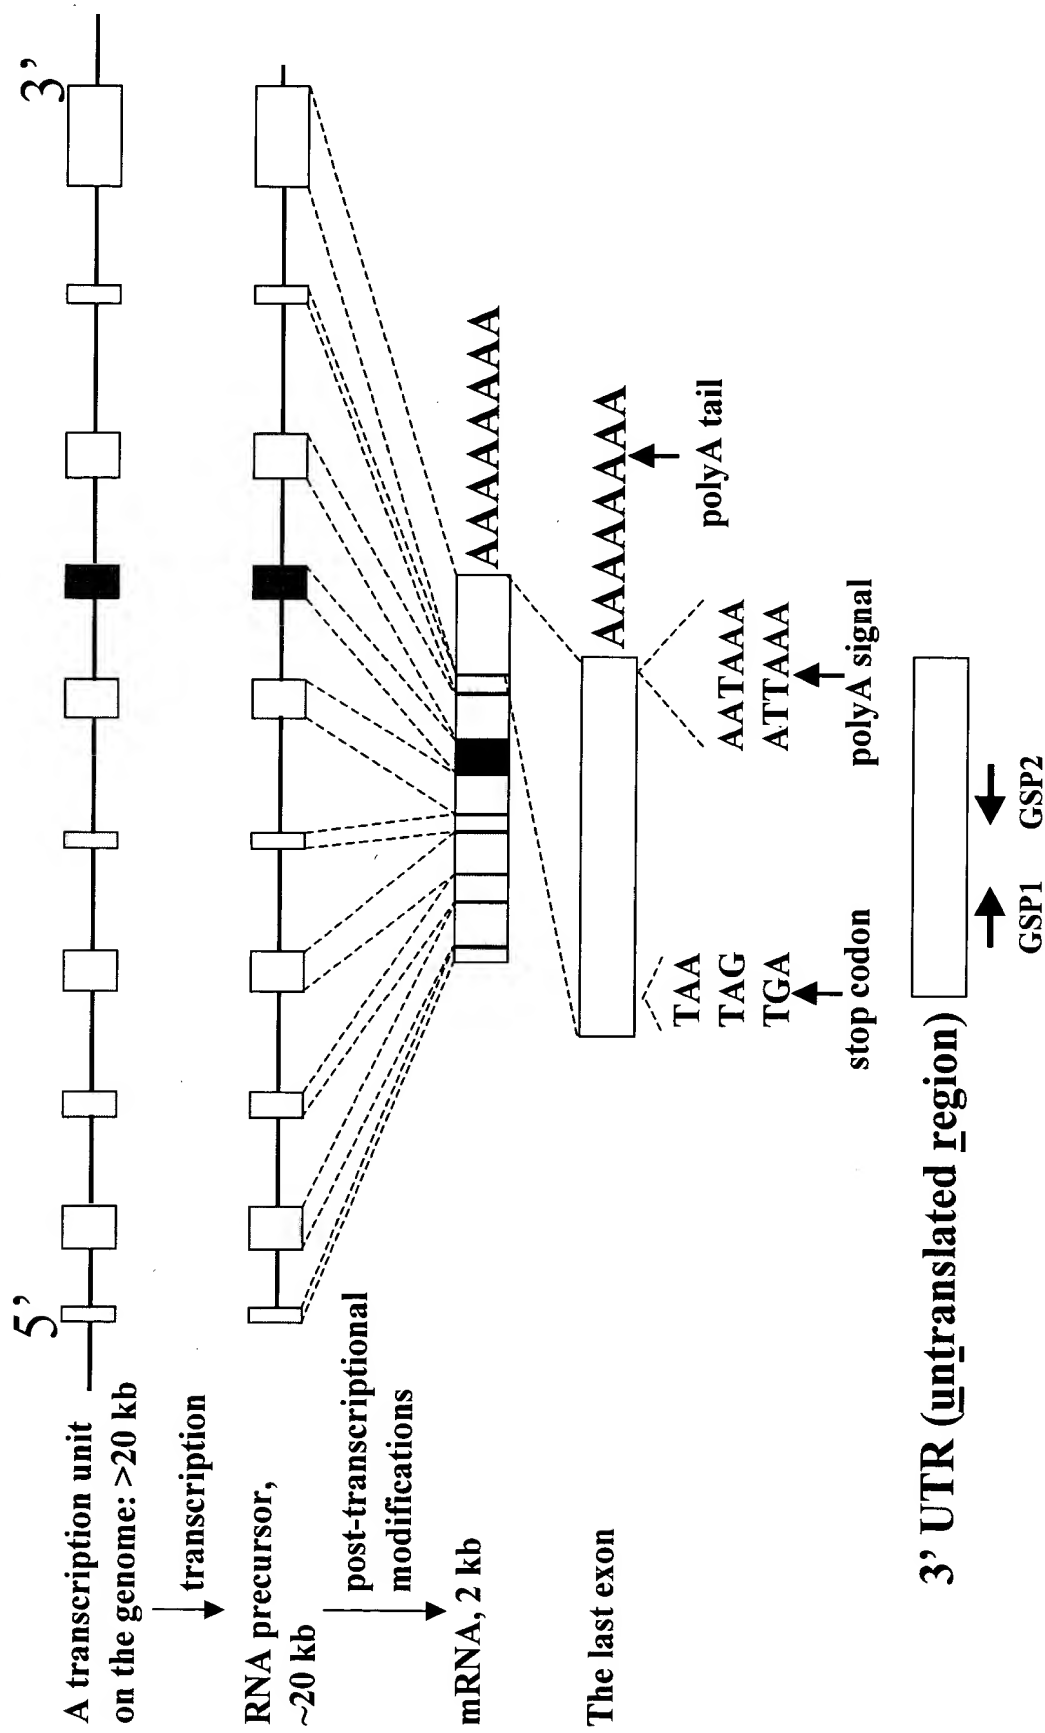 5’
3’
A transcription unit
on the genome: >20 kb
transcription
RNA precursor,
~20 kb
post-transcriptional
modifications
mRNA, 2 kb
AAAAAAAAA
The last exon
AAAAAAAAA
polyA tail
TAA
TAG
TGA
stop codon
AATAAA
ATTAAA
polyA signal
3’ UTR (untranslated region)
GSP1
GSP2